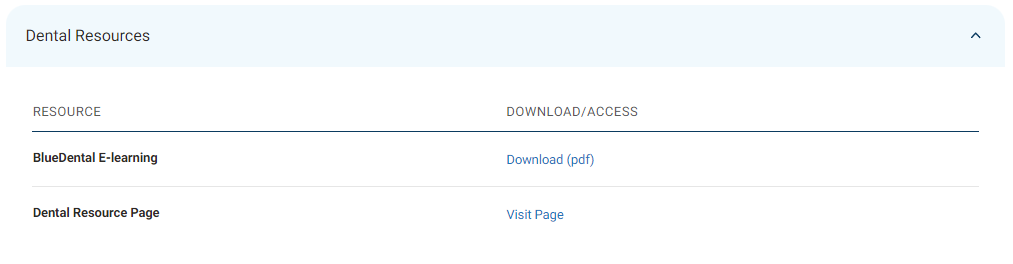 Dental Resources
RESOURCE DOWNLOAD/ACCESS
BlueDental E-learning Download (pdf)
Dental Resource Page Visit Page